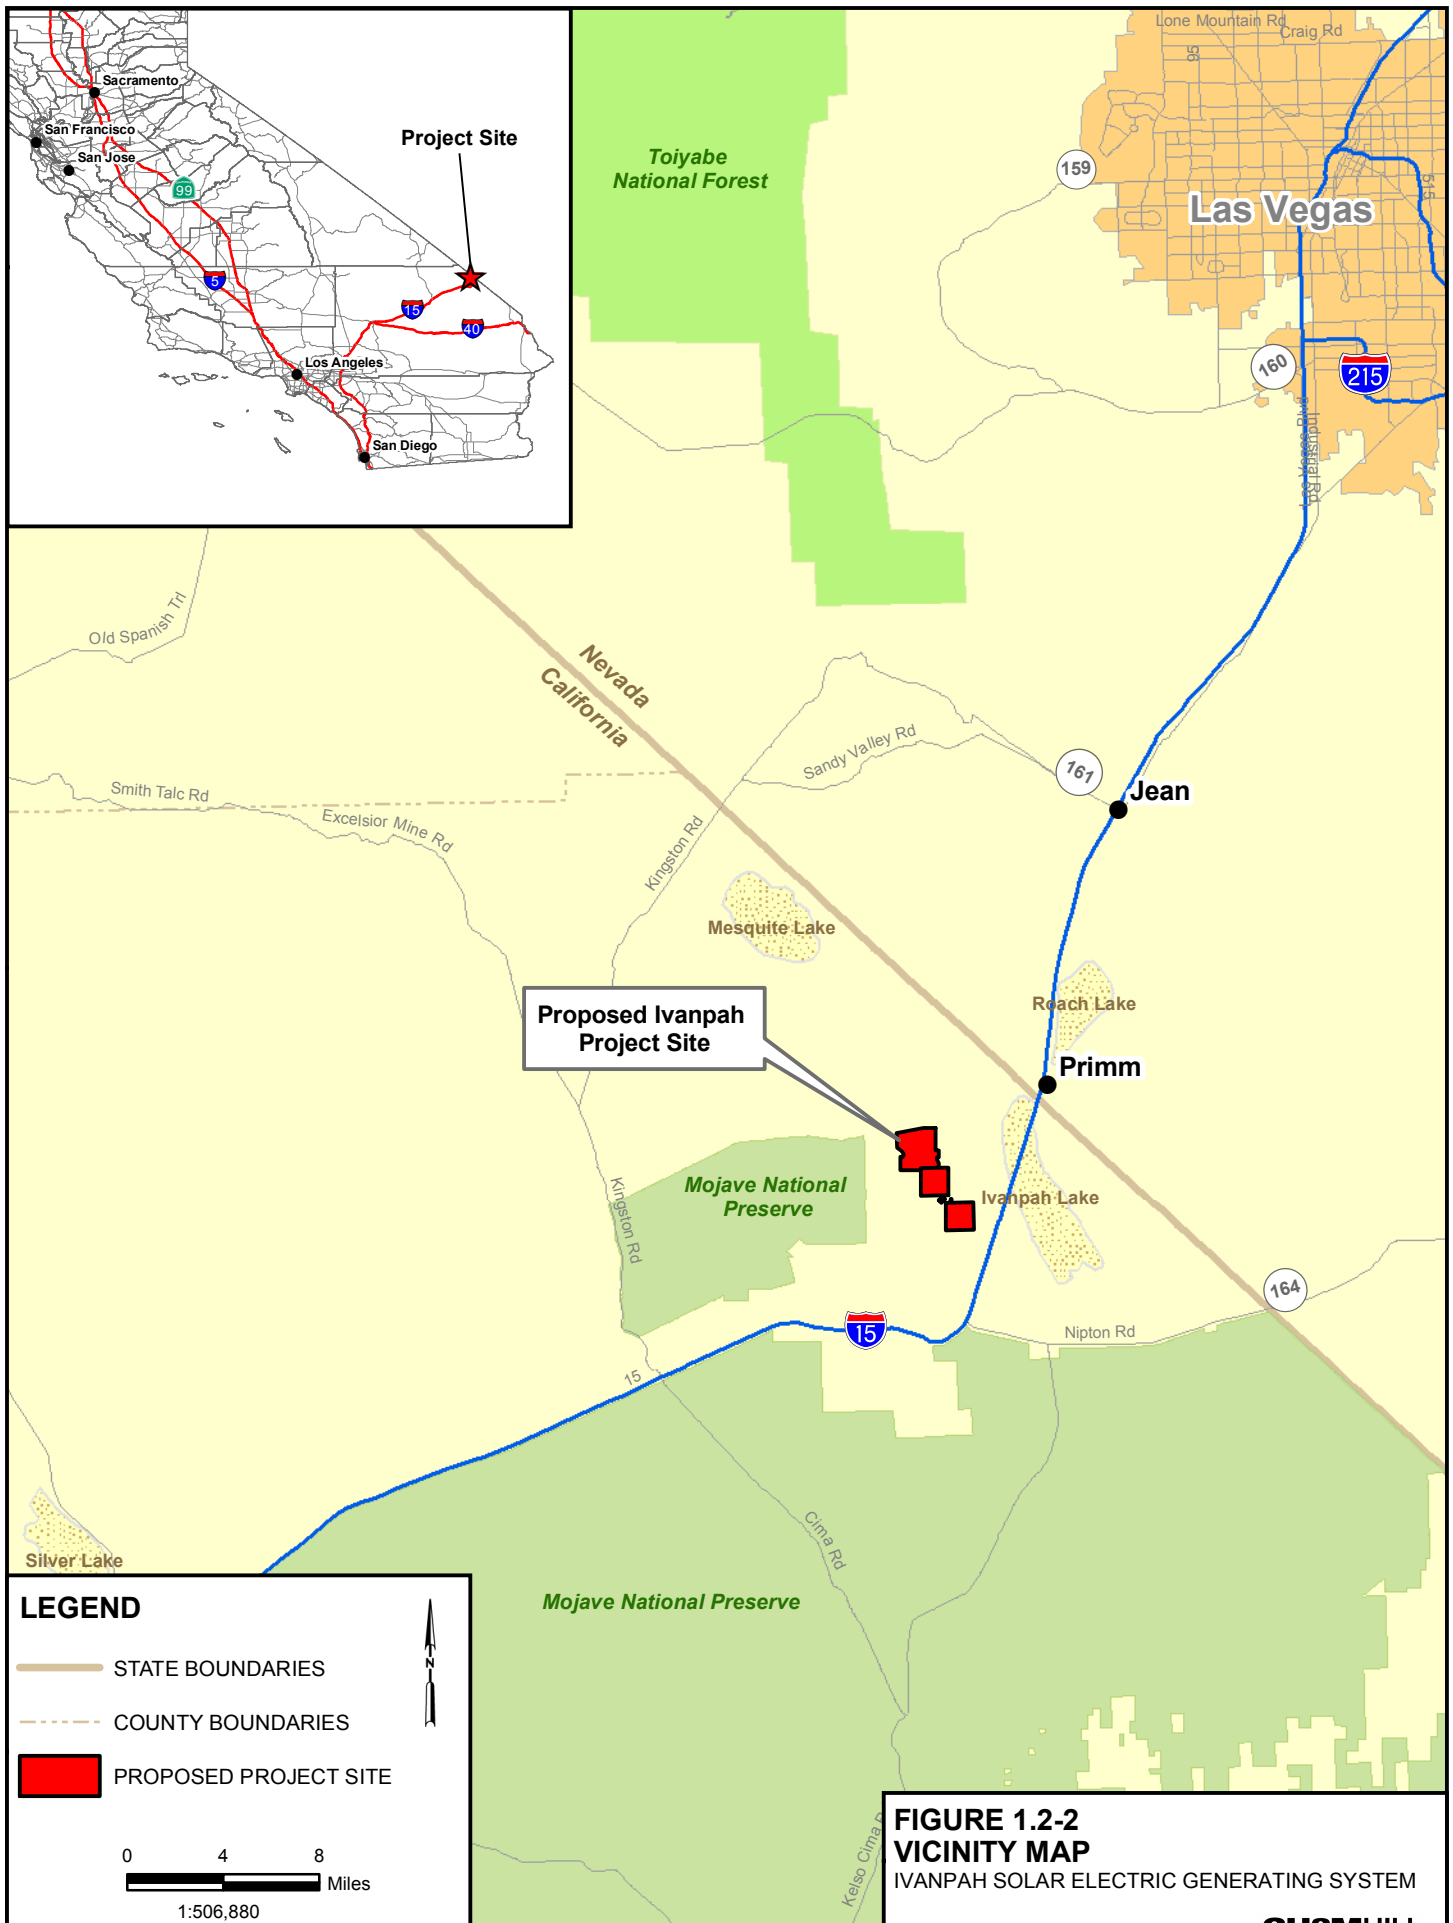 Sacramento
San Francisco
San Jose
99
Project Site
5
15
40
Los Angeles
San Diego
Lone Mountain Rd
Craig Rd
95
Toiyabe
National Forest
159
515
Las Vegas
160
215
Las Vegas Blvd
Industrial Rd
Old Spanish Trl
Nevada
California
Sandy Valley Rd
161
Jean
Smith Talc Rd
Excelsior Mine Rd
Kingston Rd
Mesquite Lake
Proposed Ivanpah
Project Site
Roach Lake
Primm
Mojave National
Preserve
Ivanpah Lake
Kingston Rd
164
15
Nipton Rd
15
Cima Rd
Silver Lake
Mojave National Preserve
LEGEND
N
STATE BOUNDARIES
COUNTY BOUNDARIES
PROPOSED PROJECT SITE
0 4 8
Miles
1:506,880
Kelso Cima
FIGURE 1.2-2
VICINITY MAP
IVANPAH SOLAR ELECTRIC GENERATING SYSTEM